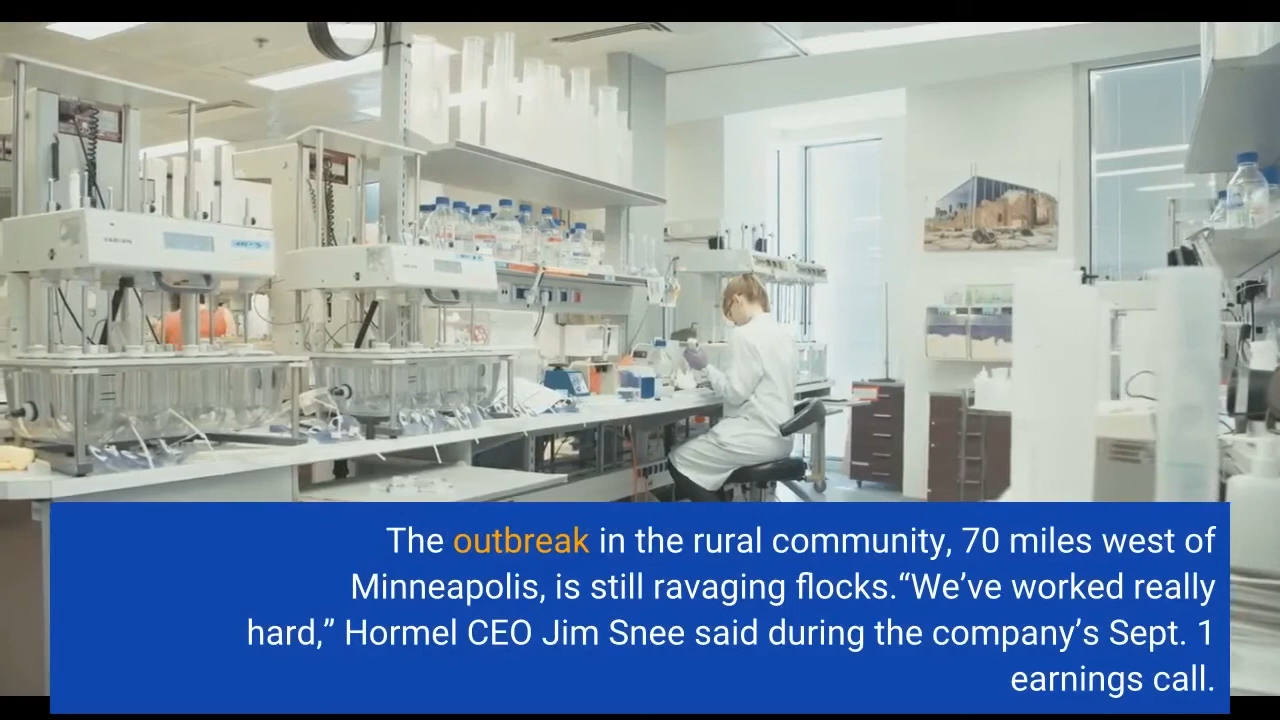 VARIAN
The outbreak in the rural community, 70 miles west of
Minneapolis, is still ravaging flocks.“We’ve worked really
hard,” Hormel CEO Jim Snee said during the company’s Sept. 1
earnings call.